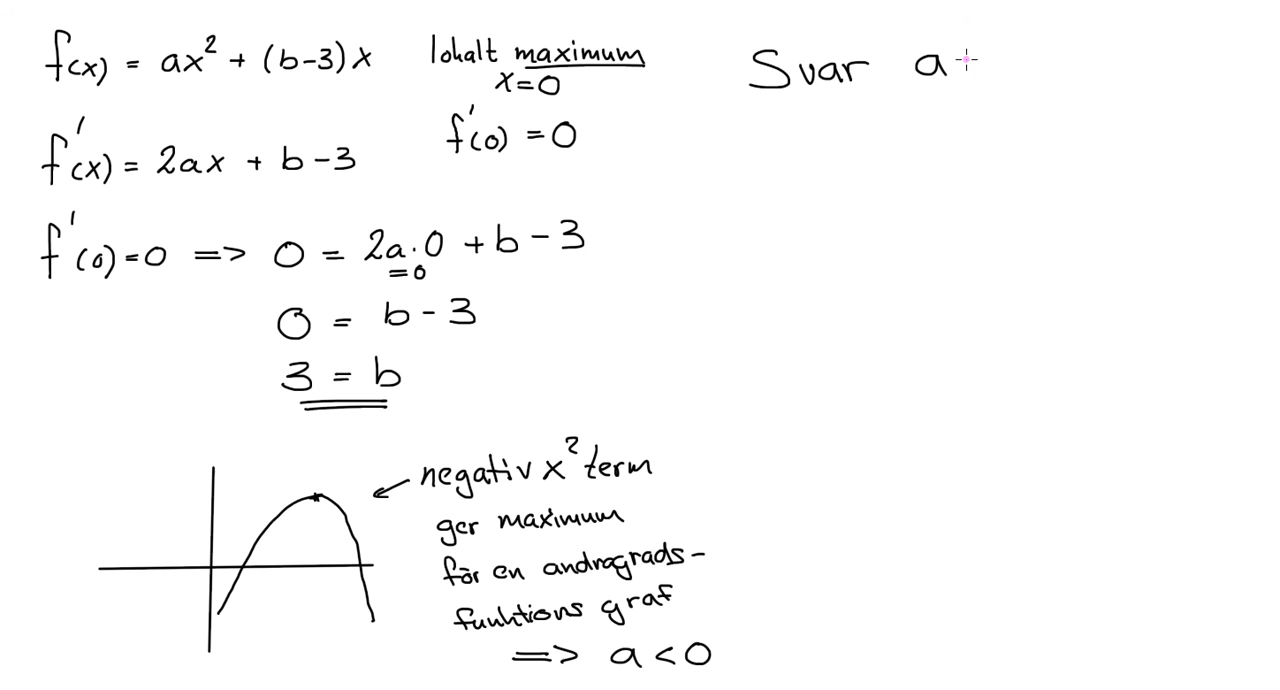 f(x) = ax² + (b-3)x
lokalt maximum
x=0
f'(0) = 0
f'(x) = 2ax + b-3
f'(0)=0 => 0 = 2a·0 + b - 3
=0
0 = b - 3
3 = b
negativ x² term
ger maximum
för en andragrads-
funktions graf
=> a < 0
Svar a